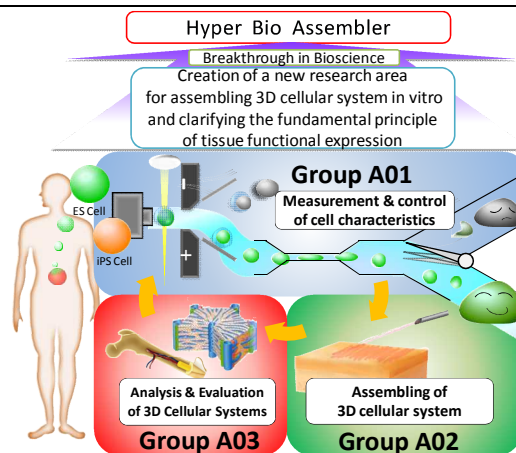 Hyper Bio Assembler
Breakthrough in Bioscience
Creation of a new research area
for assembling 3D cellular system in vitro
and clarifying the fundamental principle
of tissue functional expression
Group A01
Measurement & control
of cell characteristics
ES Cell
iPS Cell
-
+
Analysis & Evaluation
of 3D Cellular Systems
Group A03
Assembling of
3D cellular system
Group A02